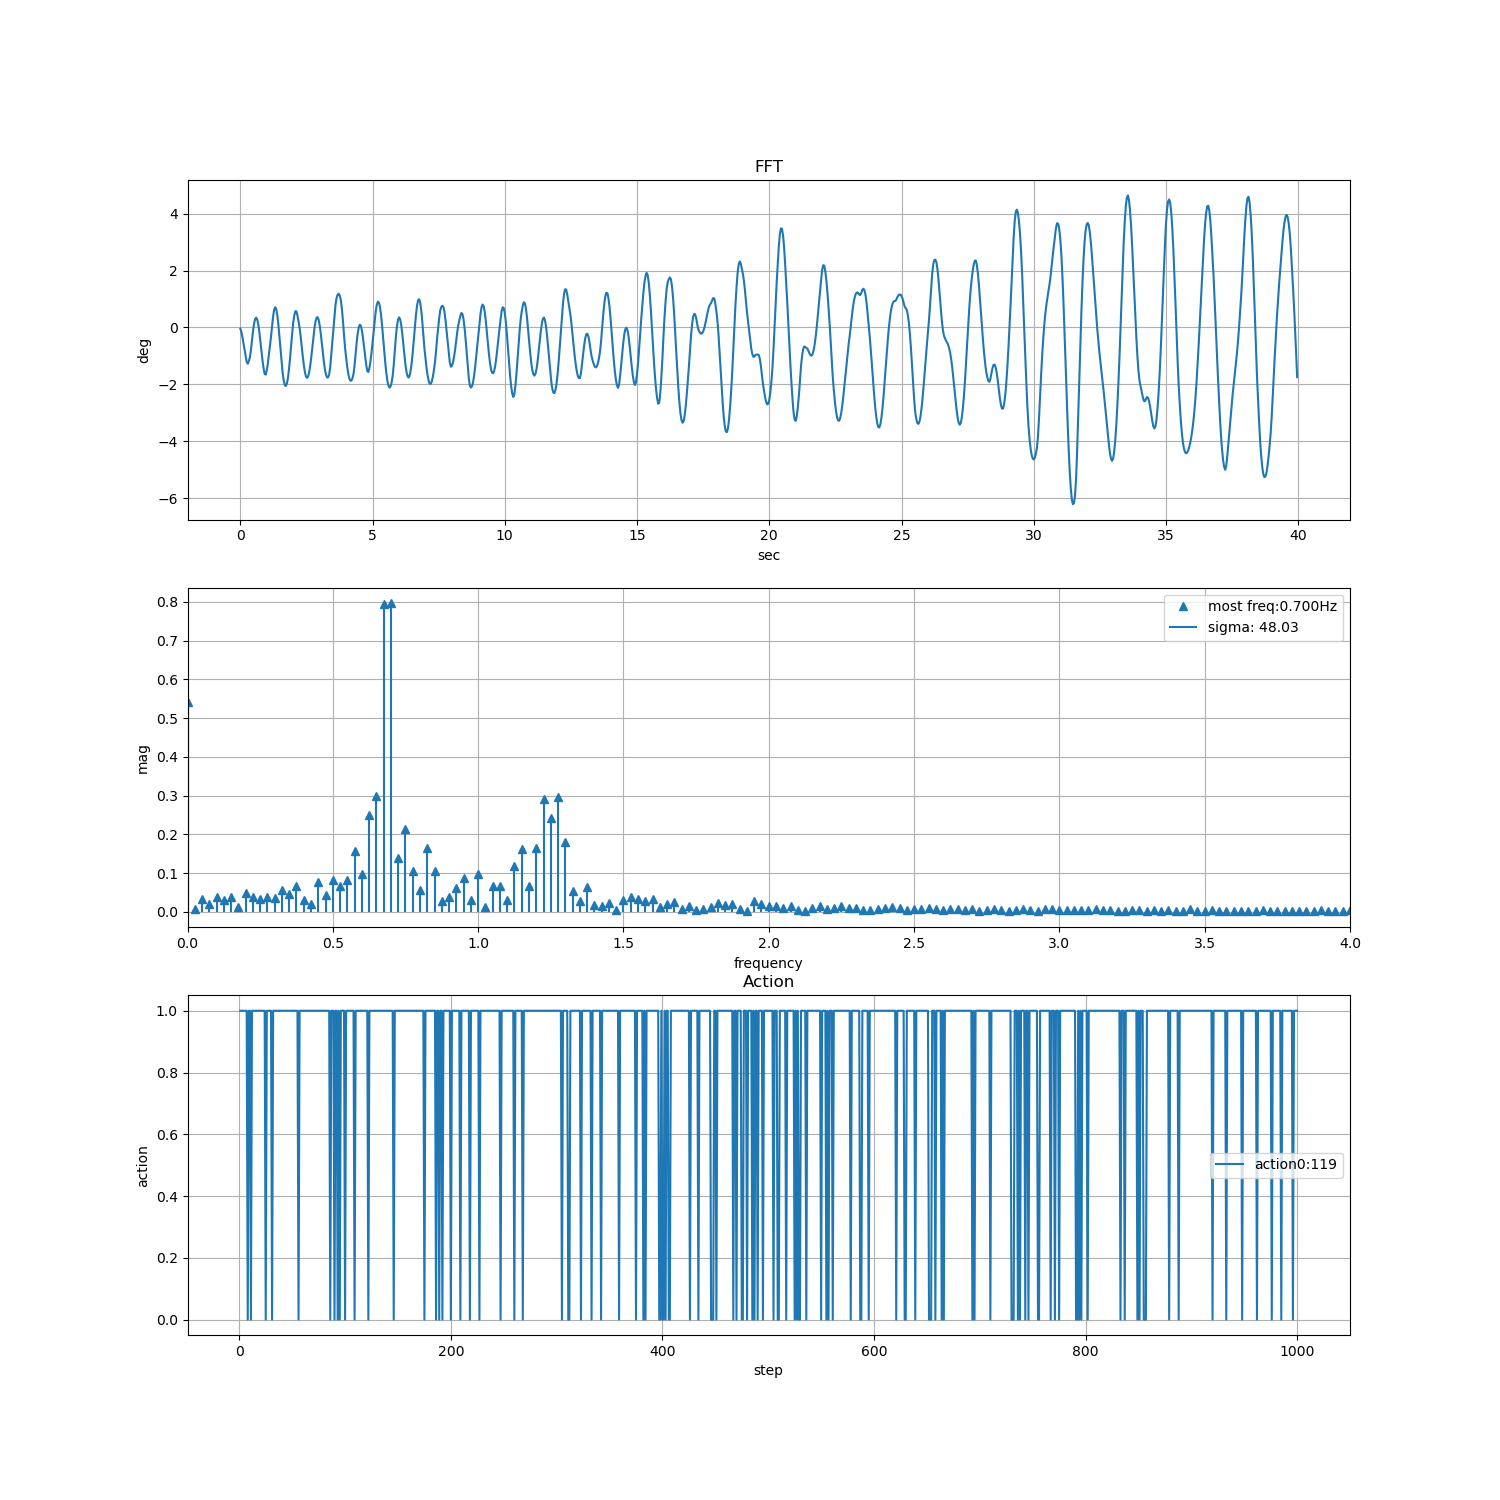 FFT
4
2
0
−2
−4
−6
deg
0 5 10 15 20 25 30 35 40
sec
0.8
0.7
0.6
0.5
0.4
0.3
0.2
0.1
0.0
mag
most freq:0.700Hz
sigma: 48.03
0.0 0.5 1.0 1.5 2.0 2.5 3.0 3.5 4.0
frequency
Action
1.0
0.8
0.6
0.4
0.2
0.0
action
action0:119
0 200 400 600 800 1000
step